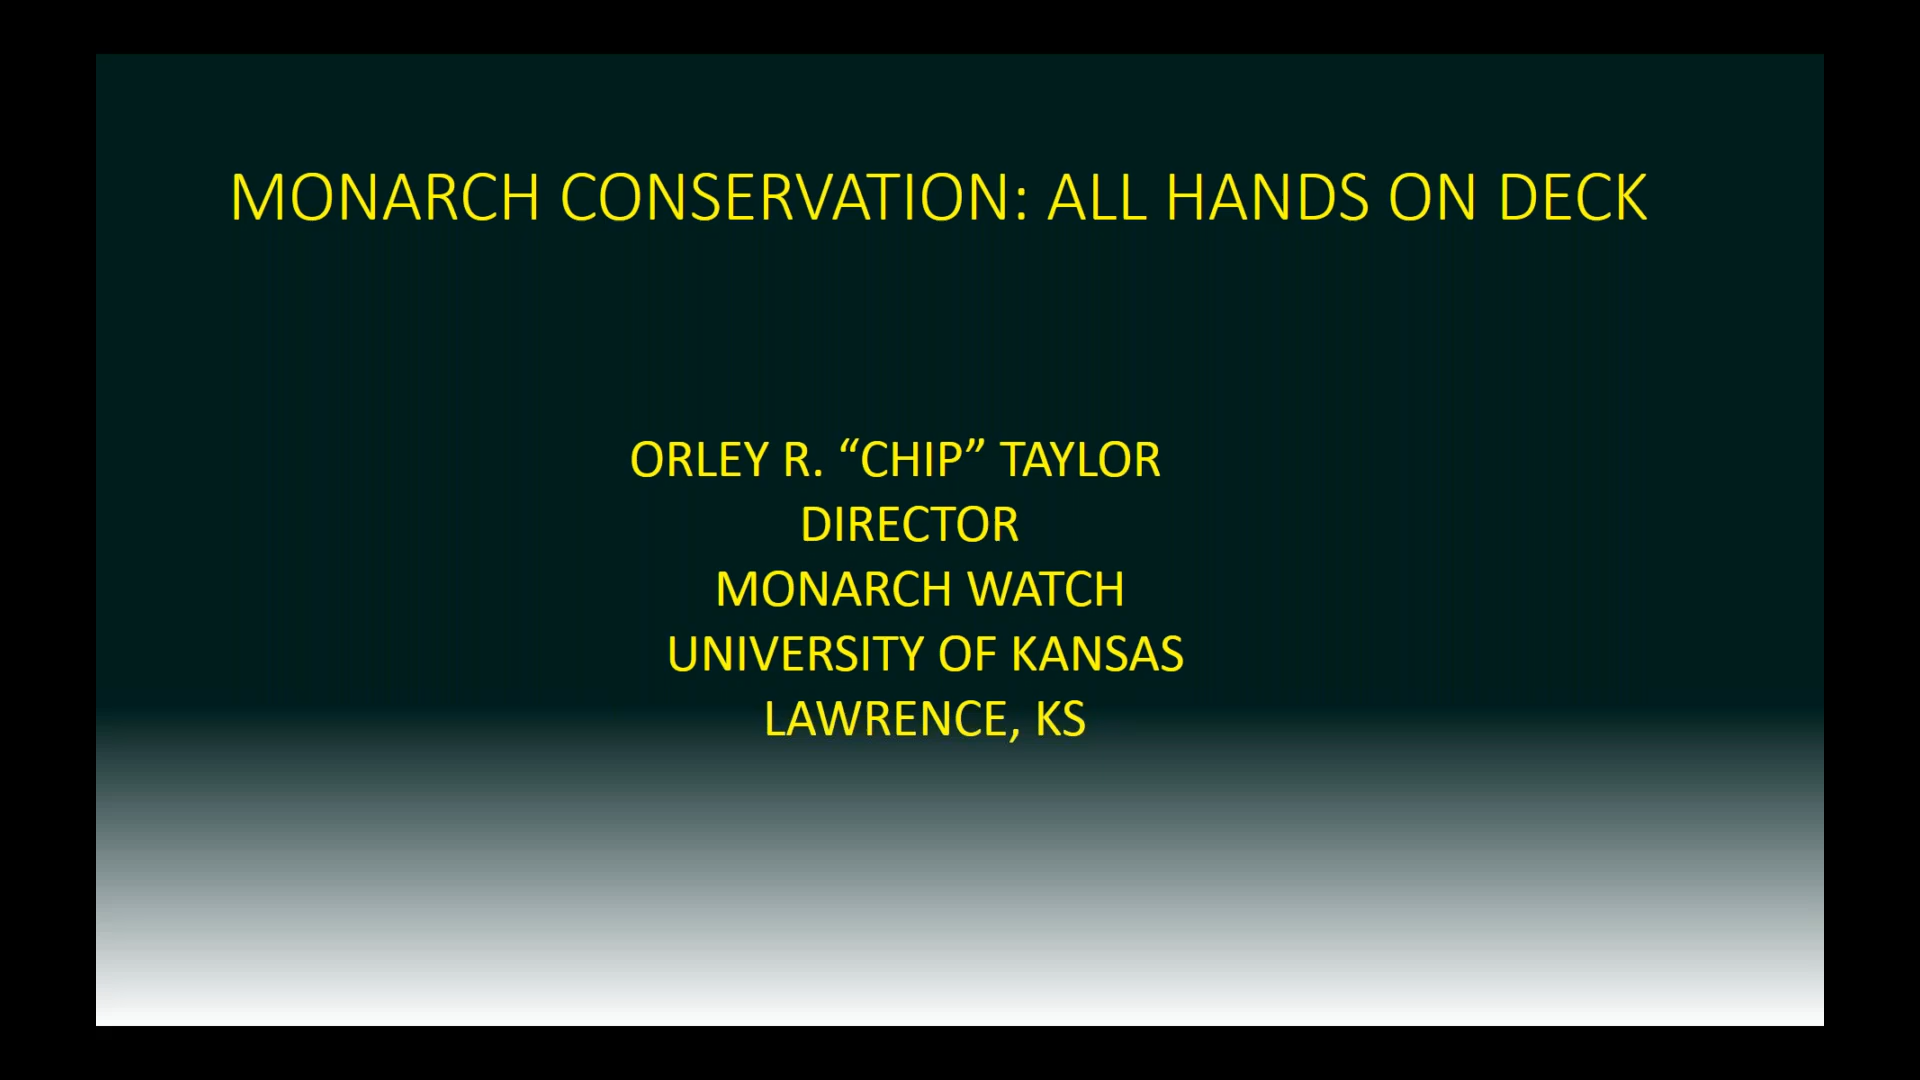 MONARCH CONSERVATION: ALL HANDS ON DECK
ORLEY R. “CHIP” TAYLOR
DIRECTOR
MONARCH WATCH
UNIVERSITY OF KANSAS
LAWRENCE, KS